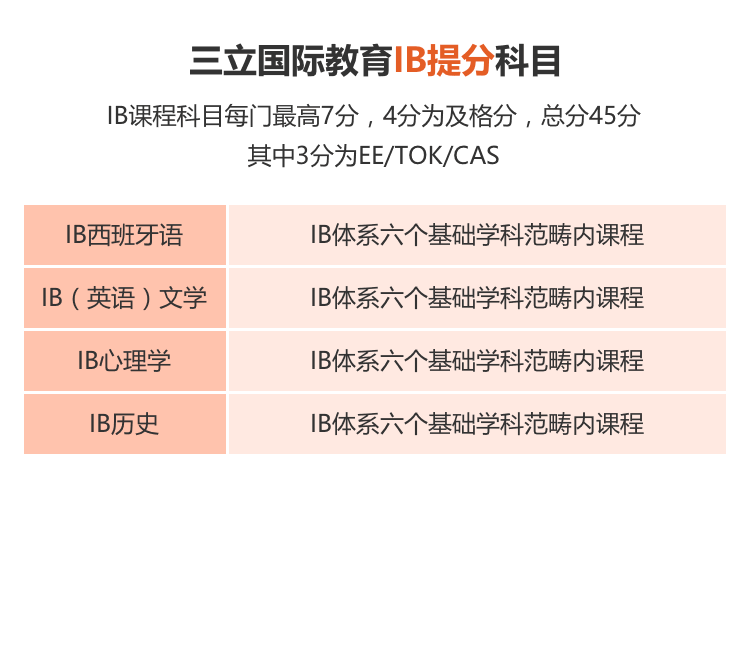 三立国际教育IB提分科目
IB课程科目每门最高7分，4分为及格分，总分45分
其中3分为EE/TOK/CAS
IB西班牙语 IB体系六个基础学科范畴内课程
IB（英语）文学 IB体系六个基础学科范畴内课程
IB心理学 IB体系六个基础学科范畴内课程
IB历史 IB体系六个基础学科范畴内课程